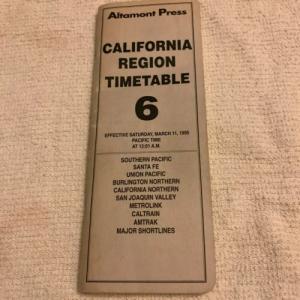 Altamont Press
CALIFORNIA
REGION
TIMETABLE
6
EFFECTIVE SATURDAY, MARCH 11, 1995
PACIFIC TIME
AT 12:01 A.M.
SOUTHERN PACIFIC
SANTA FE
UNION PACIFIC
BURLINGTON NORTHERN
CALIFORNIA NORTHERN
SAN JOAQUIN VALLEY
METROLINK
CALTRAIN
AMTRAK
MAJOR SHORTLINES